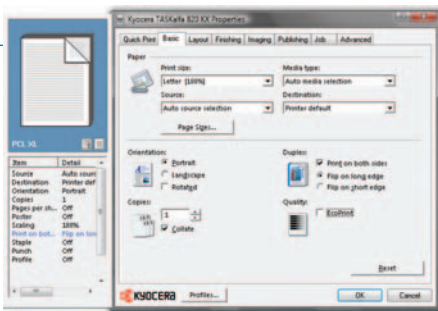 Kyocera TASKalfa 820 KX Properties
Quick Print Basic Layout Finishing Imaging Publishing Job Advanced
Paper
Print size: Media type:
Letter [100%] Auto media selection
Source: Destination:
Auto source selection Printer default
Page Sizes...
PCL XL
Orientation: Duplex:
Portrait Print on both sides
Landscape Flip on long edge
Rotated Flip on short edge
Copies: Quality:
1 EcoPrint
Collate
Reset
Item Detail
Source Auto sourc
Destination Printer def
Orientation Portrait
Copies 1
Pages per sh... Off
Poster Off
Scaling 100%
Print on bot... Flip on lon
Staple Off
Punch Off
Profile Off
KYOCERA Profiles... OK Cancel